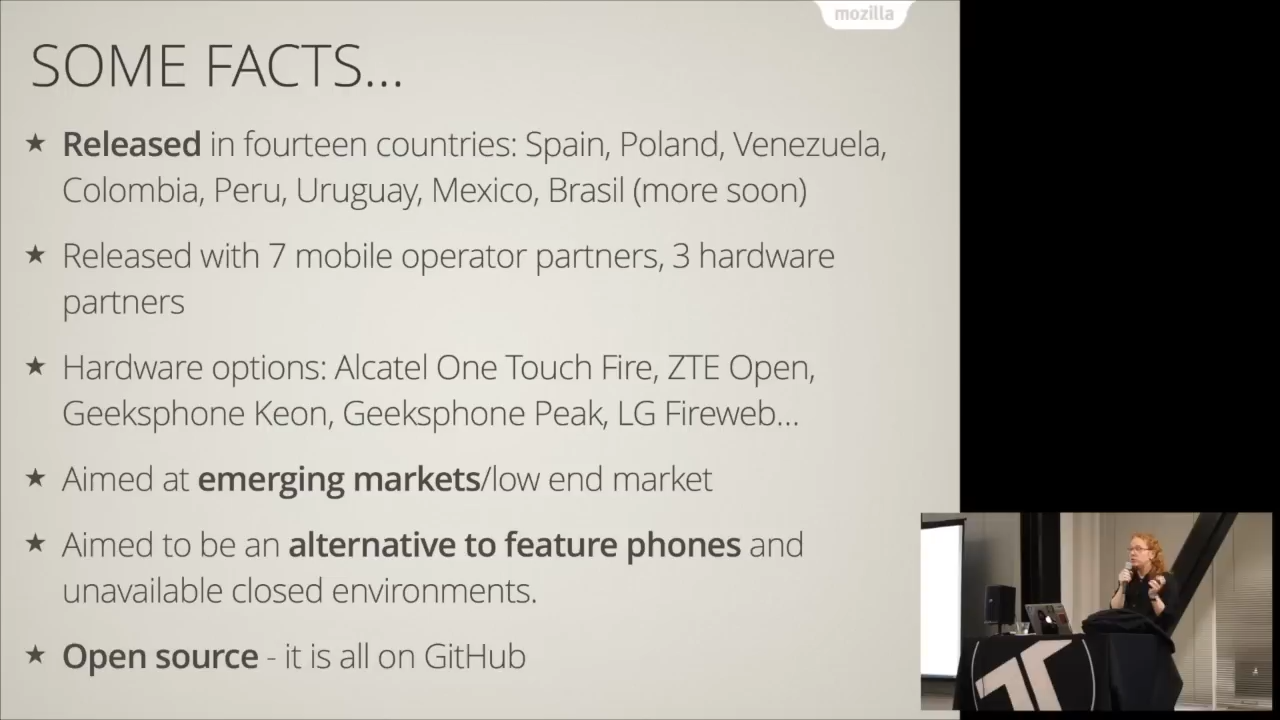 mozilla
SOME FACTS...
★ Released in fourteen countries: Spain, Poland, Venezuela,
Colombia, Peru, Uruguay, Mexico, Brasil (more soon)
★ Released with 7 mobile operator partners, 3 hardware
partners
★ Hardware options: Alcatel One Touch Fire, ZTE Open,
Geeksphone Keon, Geeksphone Peak, LG Fireweb...
★ Aimed at emerging markets/low end market
★ Aimed to be an alternative to feature phones and
unavailable closed environments.
★ Open source - it is all on GitHub